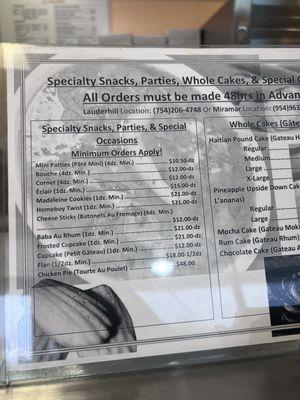 Specialty Snacks, Parties, Whole Cakes, & Special
All Orders must be made 48hrs in Advan
Lauderhill Location: (754)206-4748 Or Miramar Location: (954)963
Specialty Snacks, Parties, & Special
Occasions
Minimum Orders Apply!
Mini Patties (Pâté Mini) (4dz. Min.) $10.50-dz
Bouche (4dz. Min.) $12.00-dz
Cornet (4dz. Min.) $12.00-dz
Éclair (1dz. Min.) $15.00-dz
Madeleine Cookies (1dz. Min.) $21.00-dz
Homeboy Twist (1dz. Min.) $21.00-dz
Cheese Sticks (Batonets Au Fromage) (4dz. Min.)
$12.00-dz
Baba Au Rhum (1dz. Min.) $21.00-dz
Frosted Cupcake (1dz. Min.) $21.00-dz
Cupcake (Petit Gâteau) (1dz. Min.) $12.00-dz
Flan (1/2dz. Min.) $18.00-1/2dz
Chicken Pie (Tourte Au Poulet) $48.00
Whole Cakes (Gâte
Haitian Pound Cake (Gateau H
Regular
Medium
Large
X-Large
Pineapple Upside Down Cak
L'ananas)
Regular
Large
Mocha Cake (Gateau Mok
Rum Cake (Gateau Rhum
Chocolate Cake (Gateau